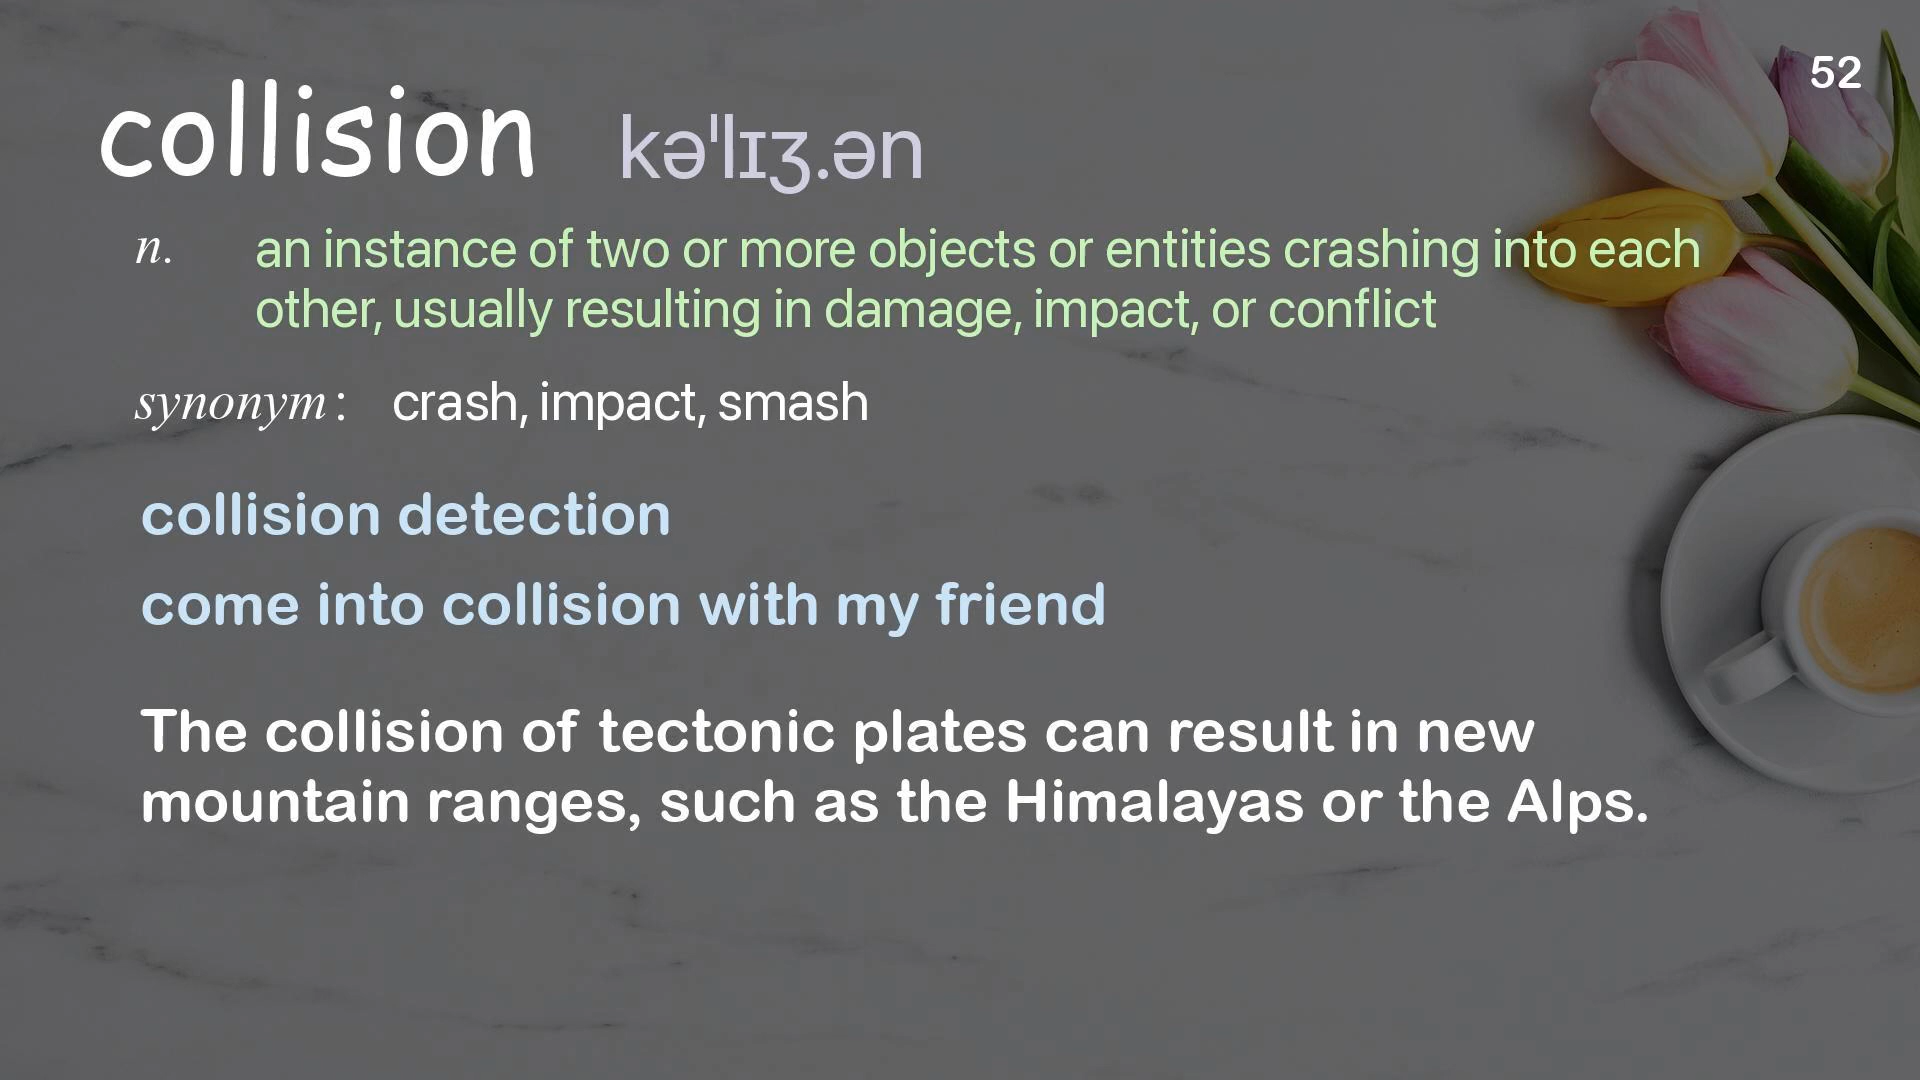 52
collision kəˈlɪʒ.ən
n. an instance of two or more objects or entities crashing into each
other, usually resulting in damage, impact, or conflict
synonym: crash, impact, smash
collision detection
come into collision with my friend
The collision of tectonic plates can result in new
mountain ranges, such as the Himalayas or the Alps.